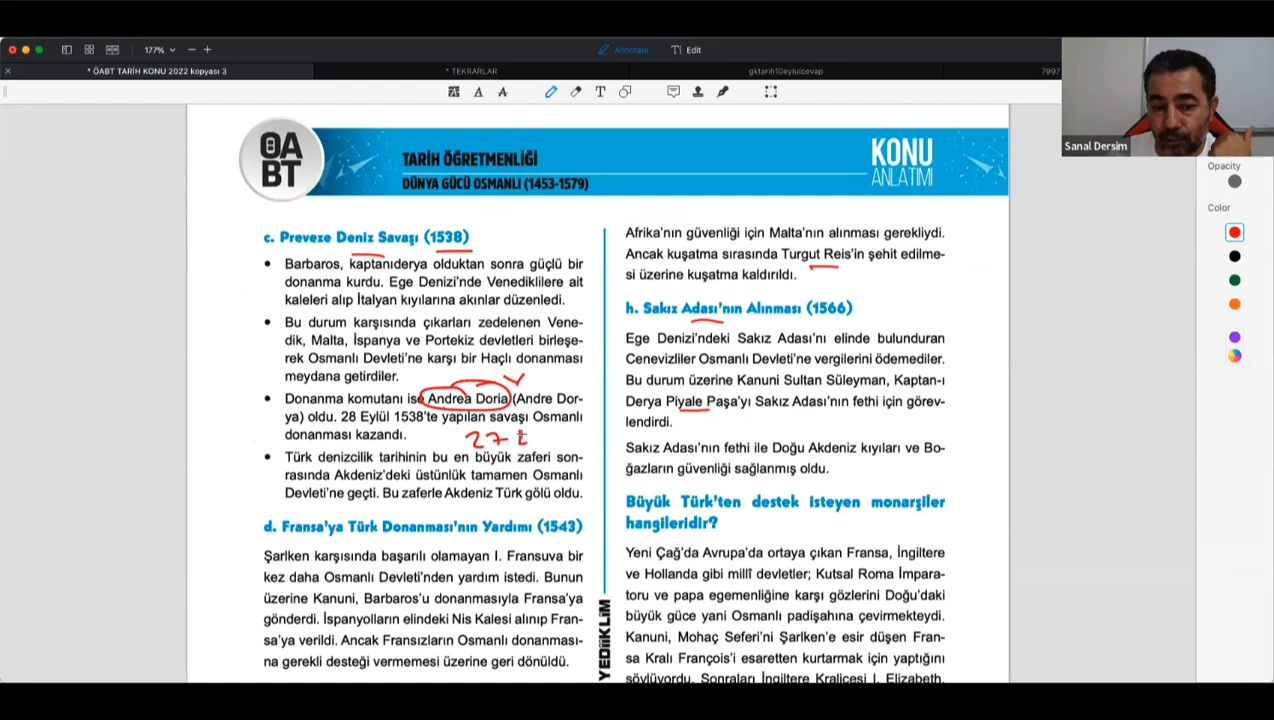 177%
Annotate
Edit
* ÖABT TARİH KONU 2022 kopyası 3
* TEKRARLAR
gktarih10eylulcevap
7997
Sanal Dersim
Opacity
Color
ÖA
BT
TARİH ÖĞRETMENLİĞİ
DÜNYA GÜCÜ OSMANLI (1453-1579)
KONU
ANLATIMI
c. Preveze Deniz Savaşı (1538)
• Barbaros, kaptanıderya olduktan sonra güçlü bir
donanma kurdu. Ege Denizi’nde Venediklilere ait
kaleleri alıp İtalyan kıyılarına akınlar düzenledi.
• Bu durum karşısında çıkarları zedelenen Vene-
dik, Malta, İspanya ve Portekiz devletleri birleşe-
rek Osmanlı Devleti’ne karşı bir Haçlı donanması
meydana getirdiler.
• Donanma komutanı ise Andrea Doria (Andre Dor-
ya) oldu. 28 Eylül 1538’te yapılan savaşı Osmanlı
donanması kazandı.
27
• Türk denizcilik tarihinin bu en büyük zaferi son-
rasında Akdeniz’deki üstünlük tamamen Osmanlı
Devleti’ne geçti. Bu zaferle Akdeniz Türk gölü oldu.
d. Fransa’ya Türk Donanması’nın Yardımı (1543)
Şarlken karşısında başarılı olamayan I. Fransuva bir
kez daha Osmanlı Devleti’nden yardım istedi. Bunun
üzerine Kanuni, Barbaros’u donanmasıyla Fransa’ya
gönderdi. İspanyolların elindeki Nis Kalesi alınıp Fran-
sa’ya verildi. Ancak Fransızların Osmanlı donanması-
na gerekli desteği vermemesi üzerine geri dönüldü.
YEDİİKLİM
Afrika’nın güvenliği için Malta’nın alınması gerekliydi.
Ancak kuşatma sırasında Turgut Reis’in şehit edilme-
si üzerine kuşatma kaldırıldı.
h. Sakız Adası’nın Alınması (1566)
Ege Denizi’ndeki Sakız Adası’nı elinde bulunduran
Cenevizliler Osmanlı Devleti’ne vergilerini ödemediler.
Bu durum üzerine Kanuni Sultan Süleyman, Kaptan-ı
Derya Piyale Paşa’yı Sakız Adası’nın fethi için görev-
lendirdi.
Sakız Adası’nın fethi ile Doğu Akdeniz kıyıları ve Bo-
ğazların güvenliği sağlanmış oldu.
Büyük Türk’ten destek isteyen monarşiler
hangileridir?
Yeni Çağ’da Avrupa’da ortaya çıkan Fransa, İngiltere
ve Hollanda gibi millî devletler; Kutsal Roma İmpara-
toru ve papa egemenliğine karşı gözlerini Doğu’daki
büyük güce yani Osmanlı padişahına çevirmekteydi.
Kanuni, Mohaç Seferi’ni Şarlken’e esir düşen Fran-
sa Kralı François’i esaretten kurtarmak için yaptığını
söylüyordu. Sonraları İngiltere Kraliçesi I. Elizabeth,